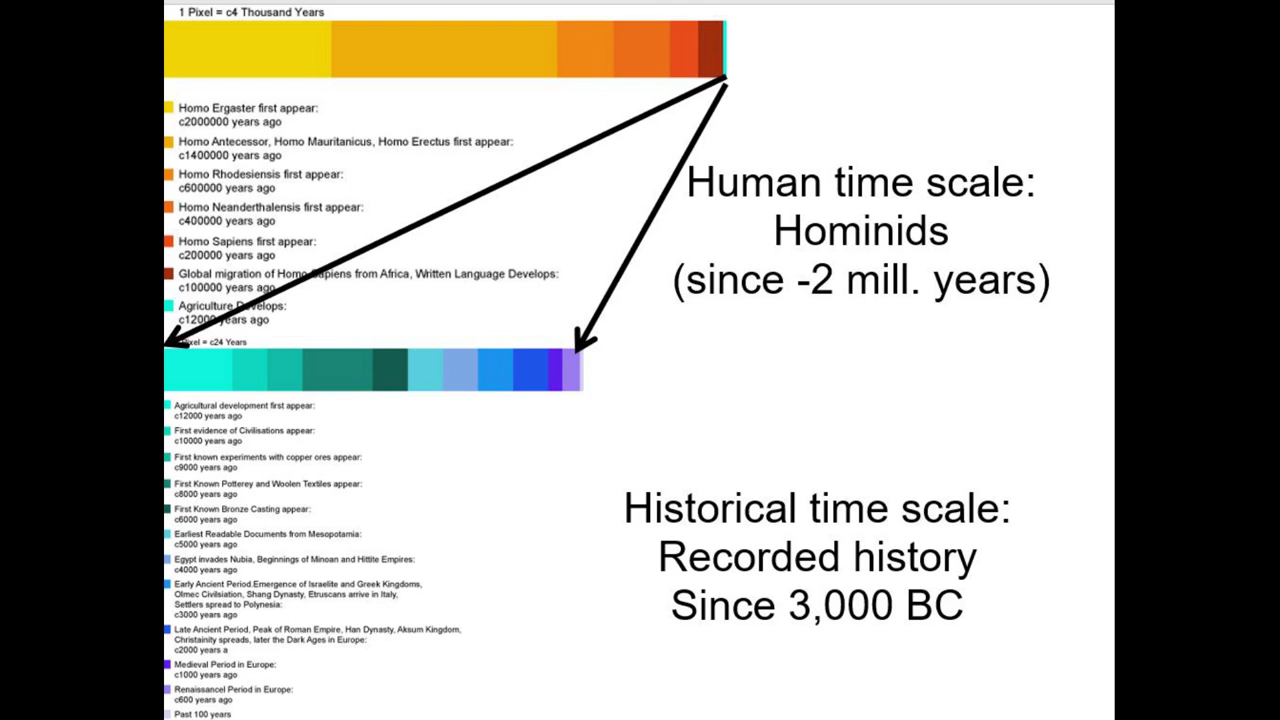 1 Pixel = c4 Thousand Years
Homo Ergaster first appear:
c2000000 years ago
Homo Antecessor, Homo Mauritanicus, Homo Erectus first appear:
c1400000 years ago
Homo Rhodesiensis first appear:
c600000 years ago
Homo Neanderthalensis first appear:
c400000 years ago
Homo Sapiens first appear:
c200000 years ago
Global migration of Homo Sapiens from Africa, Written Language Develops:
c100000 years ago
Agriculture Develops:
c12000 years ago
Human time scale:
Hominids
(since -2 mill. years)
Pixel = c24 Years
Agricultural development first appear:
c12000 years ago
First evidence of Civilisations appear:
c10000 years ago
First known experiments with copper ores appear:
c9000 years ago
First Known Potterey and Woolen Textiles appear:
c8000 years ago
First Known Bronze Casting appear:
c6000 years ago
Earliest Readable Documents from Mesopotamia:
c5000 years ago
Egypt invades Nubia, Beginnings of Minoan and Hittite Empires:
c4000 years ago
Early Ancient Period.Emergence of Israelite and Greek Kingdoms,
Olmec Civilsiation, Shang Dynasty, Etruscans arrive in Italy,
Settlers spread to Polynesia:
c3000 years ago
Late Ancient Period, Peak of Roman Empire, Han Dynasty, Aksum Kingdom,
Christainity spreads, later the Dark Ages in Europe:
c2000 years a
Medieval Period in Europe:
c1000 years ago
Renaissancel Period in Europe:
c600 years ago
Past 100 years
Historical time scale:
Recorded history
Since 3,000 BC